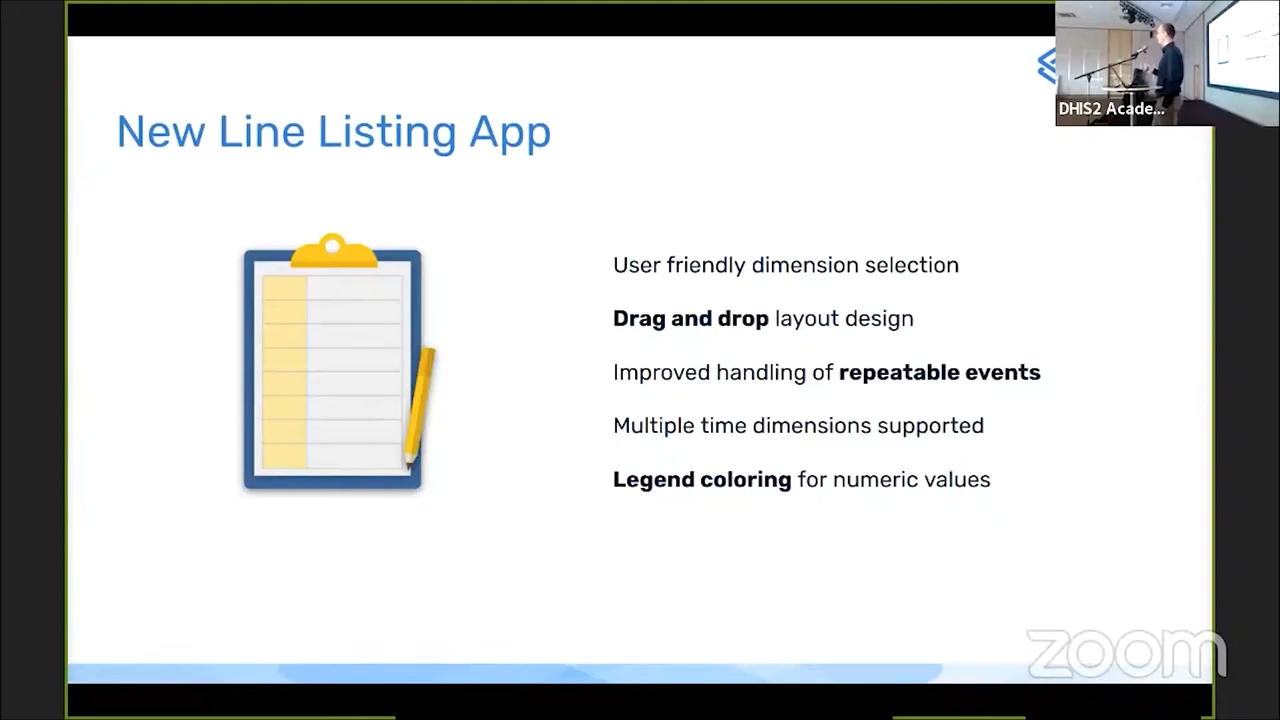 New Line Listing App
DHIS2 Acade...
User friendly dimension selection
Drag and drop layout design
Improved handling of repeatable events
Multiple time dimensions supported
Legend coloring for numeric values
zoom